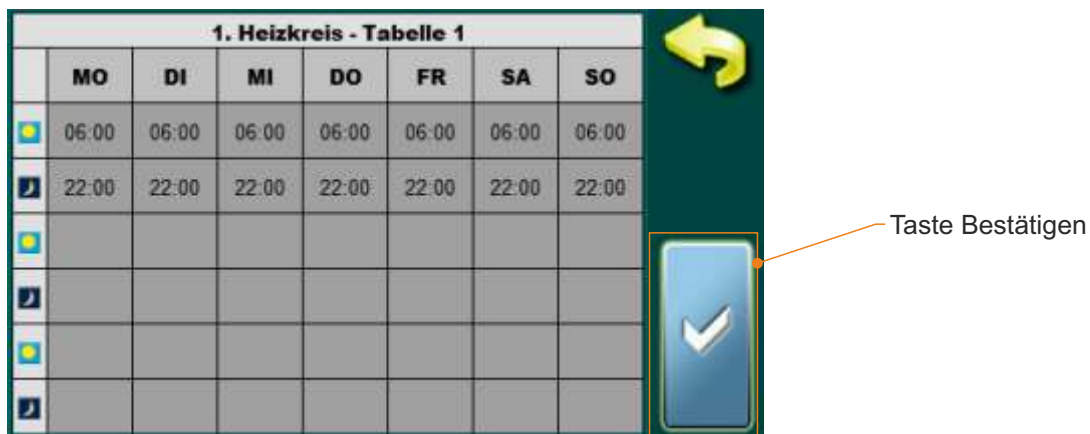 1. Heizkreis - Tabelle 1
MO DI MI DO FR SA SO
06:00 06:00 06:00 06:00 06:00 06:00 06:00
22:00 22:00 22:00 22:00 22:00 22:00 22:00
Taste Bestätigen